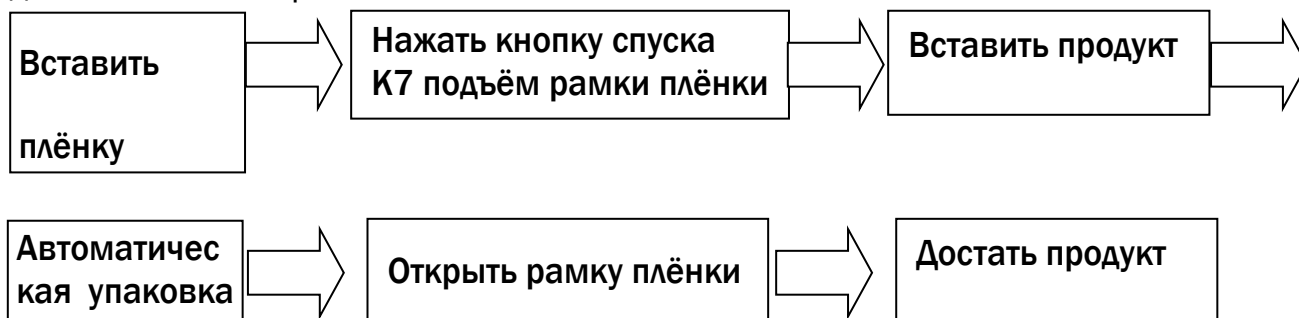 Вставить
плёнку
Нажать кнопку спуска
К7 подъём рамки плёнки
Вставить продукт
Автоматичес
кая упаковка
Открыть рамку плёнки
Достать продукт